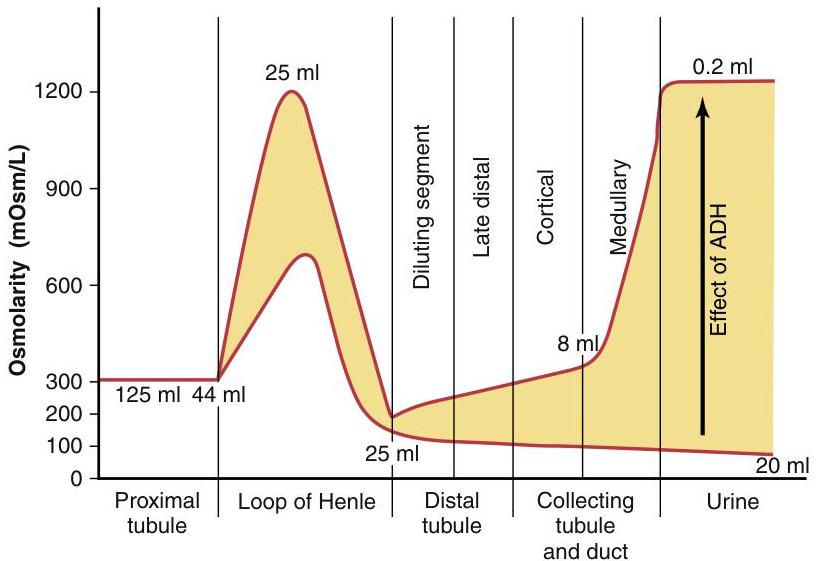 25 ml
0.2 ml
1200
900
600
300
200
100
0
Osmolarity (mOsm/L)
Diluting segment
Late distal
Cortical
Medullary
Effect of ADH
8 ml
125 ml
44 ml
25 ml
20 ml
Proximal
tubule
Loop of Henle
Distal
tubule
Collecting
tubule
and duct
Urine